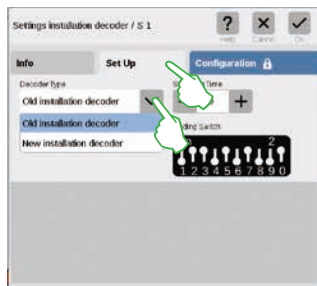 Settings installation decoder / S 1
?
Help Cancel Ok
Info Set Up Configuration
Decoder Type Time
Old installation decoder +
Old installation decoder
New installation decoder
ding Switch
2
1 2 3 4 5 6 7 8 9 0